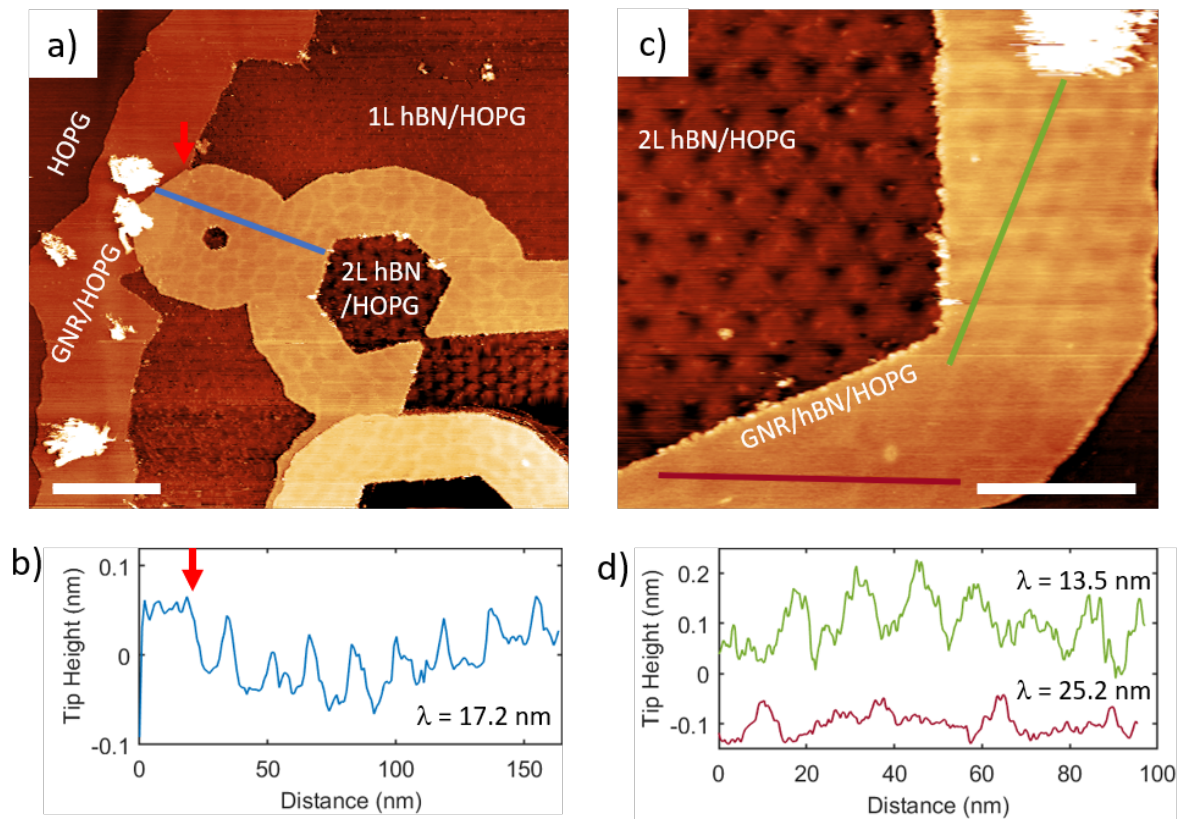 a)
HOPG
1L hBN/HOPG
GNR/HOPG
2L hBN
/HOPG
c)
2L hBN/HOPG
GNR/hBN/HOPG
b)
Tip Height (nm)
0.1
0
-0.1
λ = 17.2 nm
0 50 100 150
Distance (nm)
d)
Tip Height (nm)
0.2
0.1
0
-0.1
λ = 13.5 nm
λ = 25.2 nm
0 20 40 60 80 100
Distance (nm)